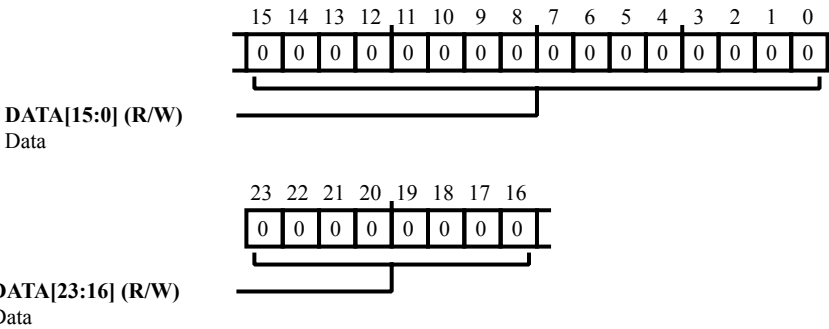 15 14 13 12 11 10 9 8 7 6 5 4 3 2 1 0
0 0 0 0 0 0 0 0 0 0 0 0 0 0 0 0
DATA[15:0] (R/W)
Data
23 22 21 20 19 18 17 16
0 0 0 0 0 0 0 0
DATA[23:16] (R/W)
Data